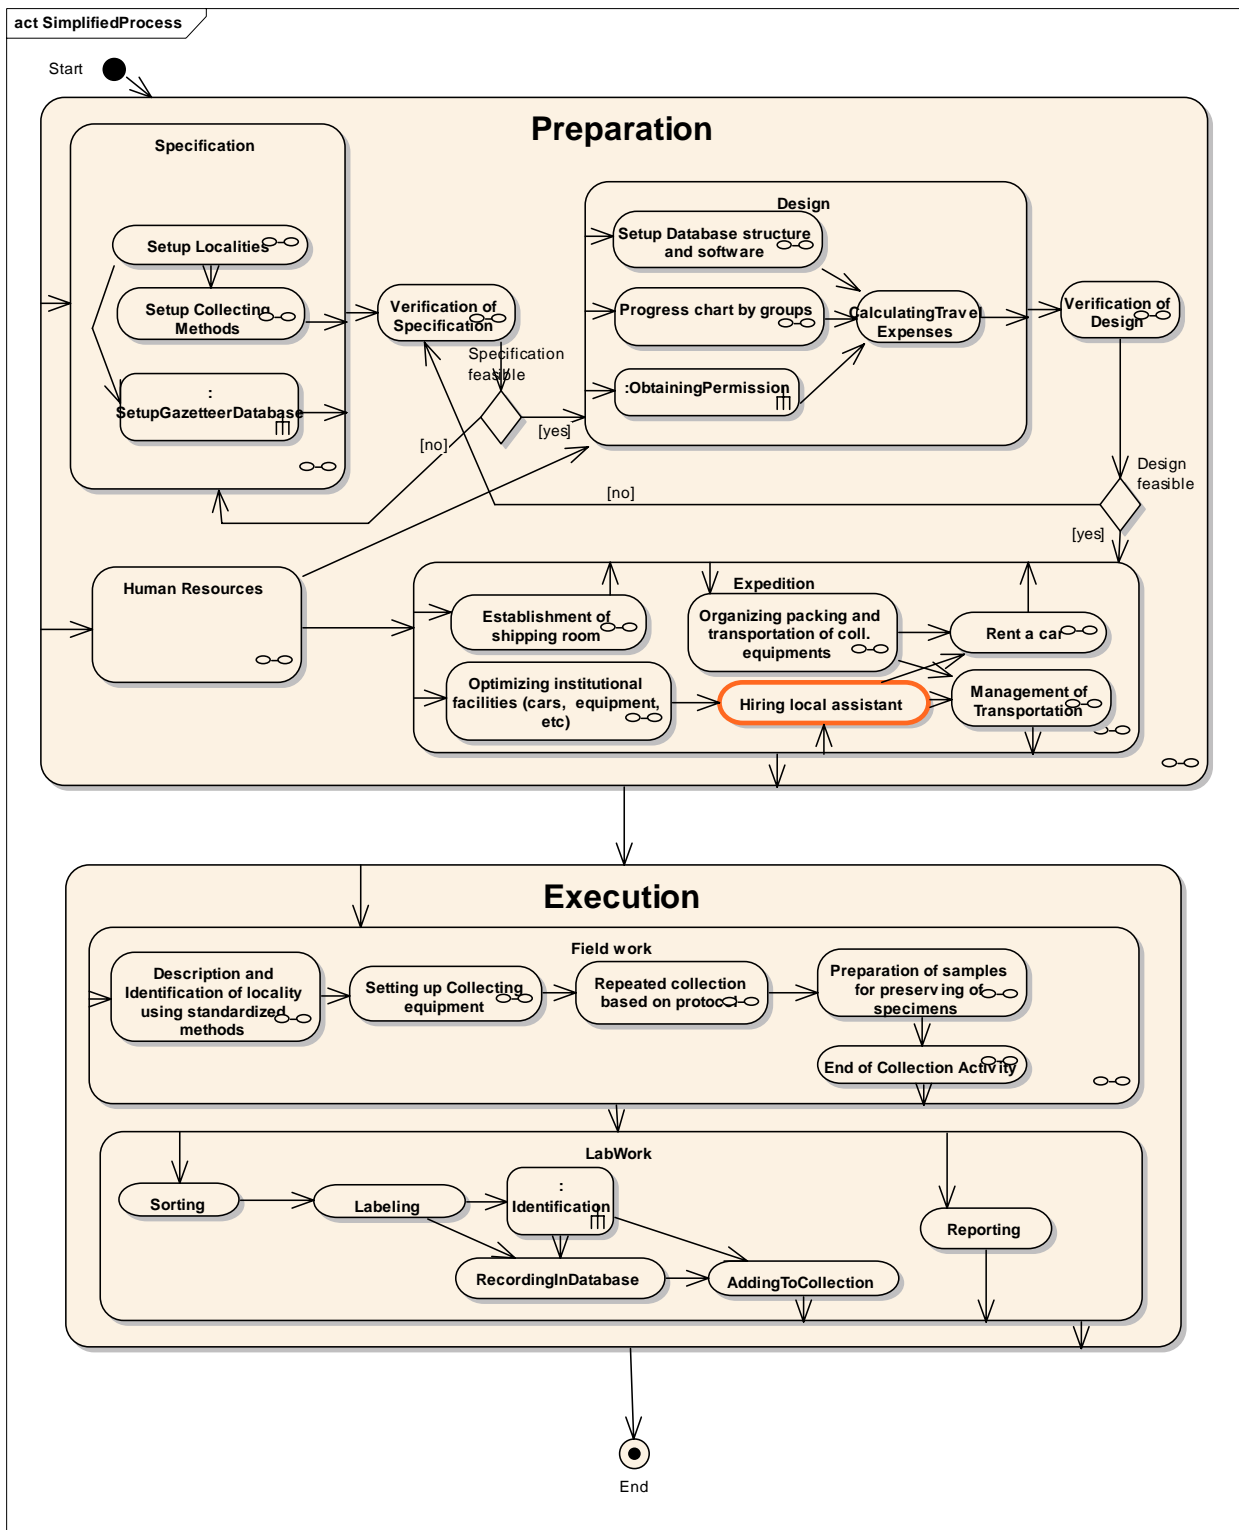 act SimplifiedProcess
Start
Preparation
Specification
Setup Localities
Setup Collecting
Methods
:
SetupGazetteerDatabase
Verification of
Specification
Specification
feasible
[no]
[yes]
Design
Setup Database structure
and software
Progress chart by groups
:ObtainingPermission
CalculatingTravel
Expenses
Verification of
Design
Design
feasible
[no]
[yes]
Human Resources
Expedition
Establishment of
shipping room
Optimizing institutional
facilities (cars, equipment,
etc)
Organizing packing and
transportation of coll.
equipments
Hiring local assistant
Rent a car
Management of
Transportation
Execution
Field work
Description and
Identification of locality
using standardized
methods
Setting up Collecting
equipment
Repeated collection
based on protocol
Preparation of samples
for preserving of
specimens
End of Collection Activity
LabWork
Sorting
Labeling
:
Identification
RecordingInDatabase
AddingToCollection
Reporting
End